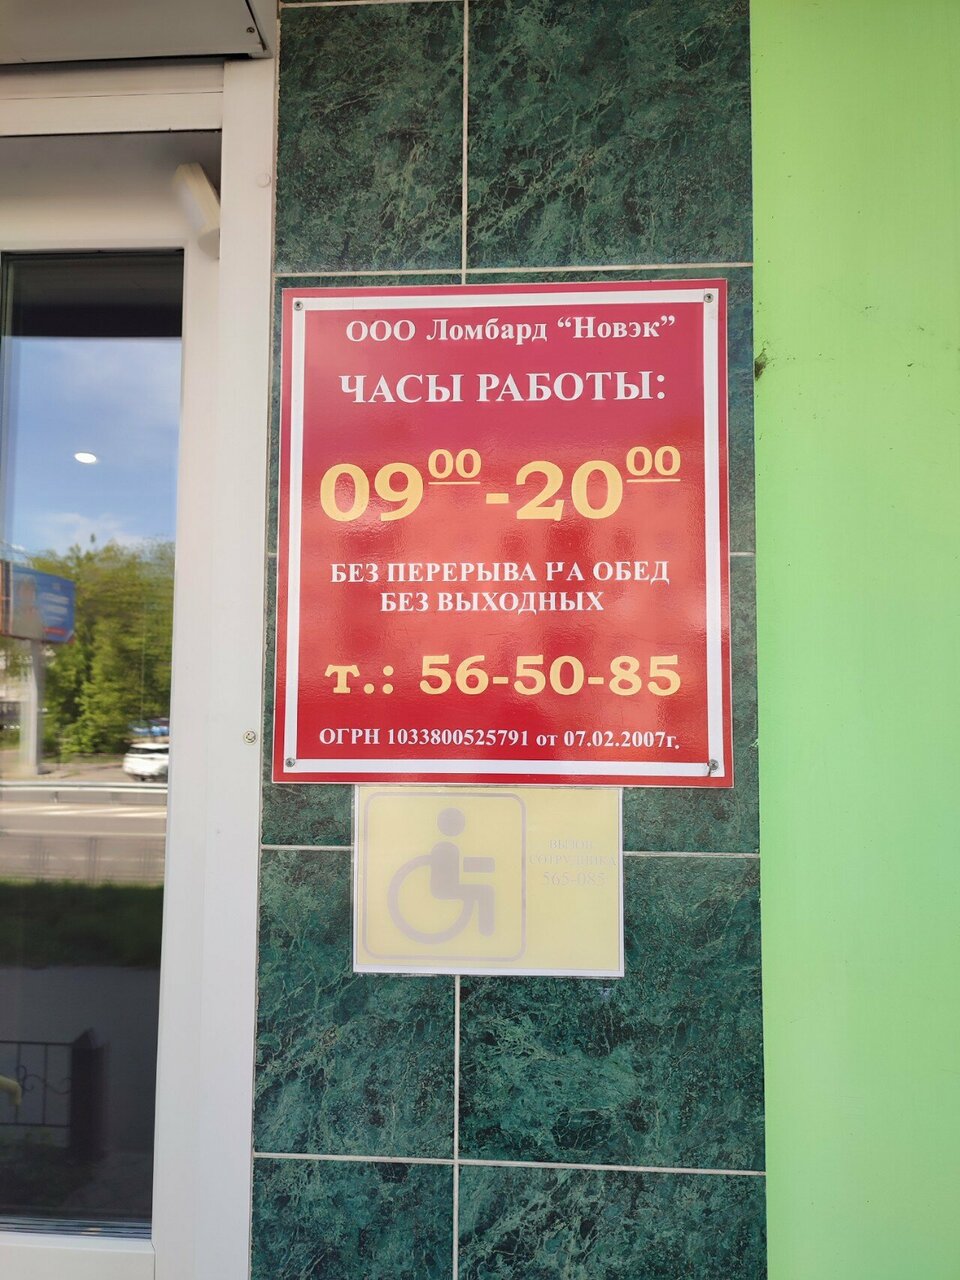 ООО Ломбард “Новэк”
ЧАСЫ РАБОТЫ:
09⁰⁰-20⁰⁰
БЕЗ ПЕРЕРЫВА НА ОБЕД
БЕЗ ВЫХОДНЫХ
т.: 56-50-85
ОГРН 1033800525791 от 07.02.2007г.
ВЫЗОВ
СОТРУДНИКА
565-085